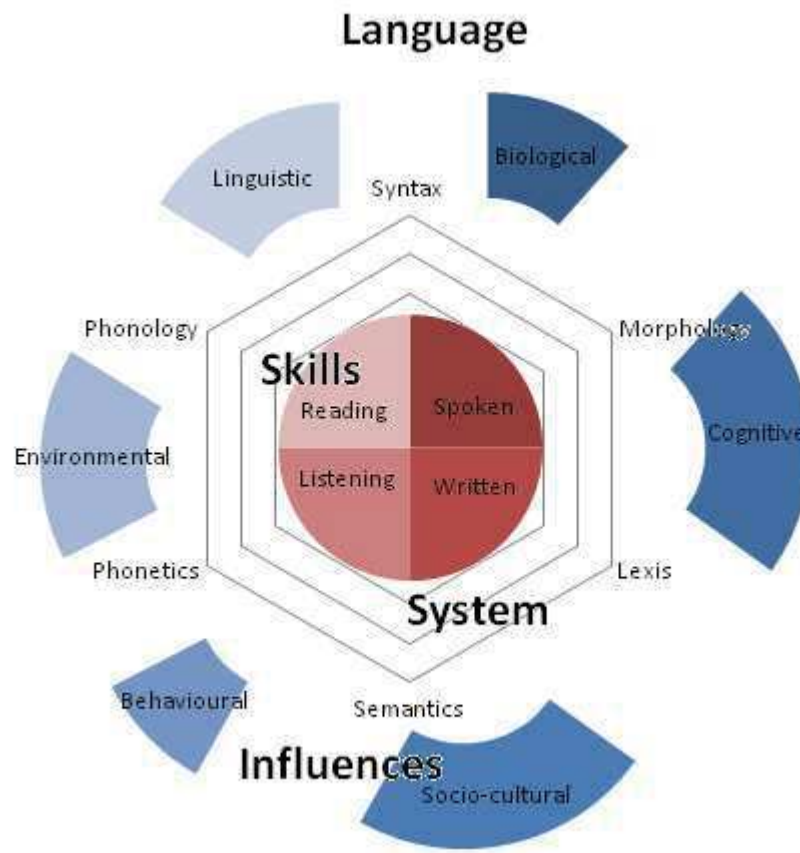 Language
Biological
Linguistic
Syntax
Phonology
Morphology
Skills
Reading
Spoken
Cognitive
Environmental
Listening
Written
Phonetics
Lexis
System
Behavioural
Semantics
Influences
Socio-cultural